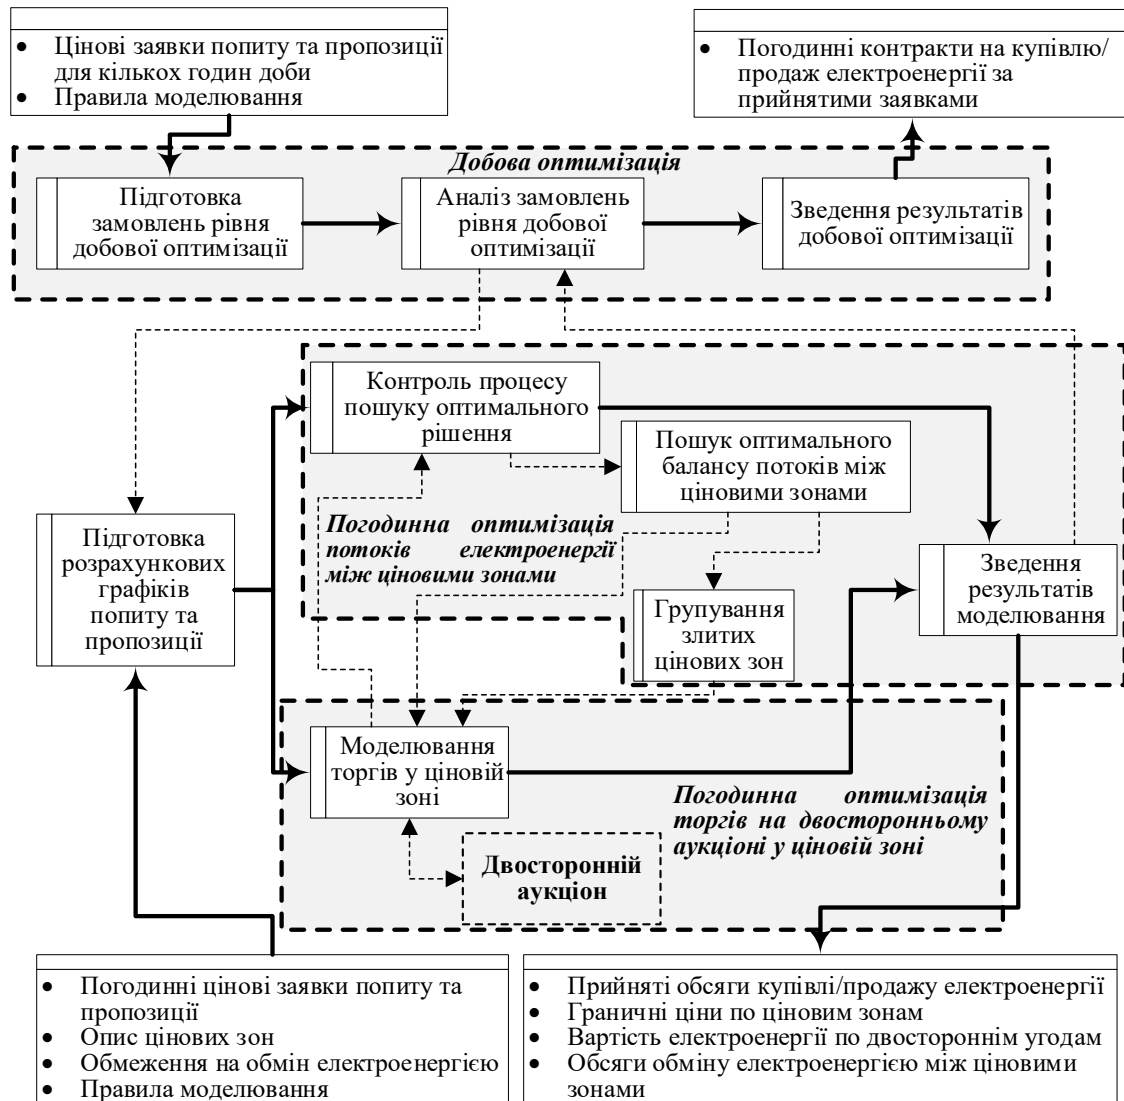 • Цінові заявки попиту та пропозиції
для кількох годин доби
• Правила моделювання
• Погодинні контракти на купівлю/
продаж електроенергії за
прийнятими заявками
Добова оптимізація
Підготовка
замовлень рівня
добової оптимізації
Аналіз замовлень
рівня добової
оптимізації
Зведення результатів
добової оптимізації
Контроль процесу
пошуку оптимального
рішення
Пошук оптимального
балансу потоків між
ціновими зонами
Погодинна оптимізація
потоків електроенергії
між ціновими зонами
Підготовка
розрахункових
графіків
попиту та
пропозиції
Групування
злитих
цінових зон
Зведення
результатів
моделювання
Моделювання
торгів у ціновій
зоні
Погодинна оптимізація
торгів на двосторонньому
аукціоні у ціновій зоні
Двосторонній
аукціон
• Погодинні цінові заявки попиту та
пропозиції
• Опис цінових зон
• Обмеження на обмін електроенергією
• Правила моделювання
• Прийняті обсяги купівлі/продажу електроенергії
• Граничні ціни по ціновим зонам
• Вартість електроенергії по двостороннім угодам
• Обсяги обміну електроенергією між ціновими
зонами